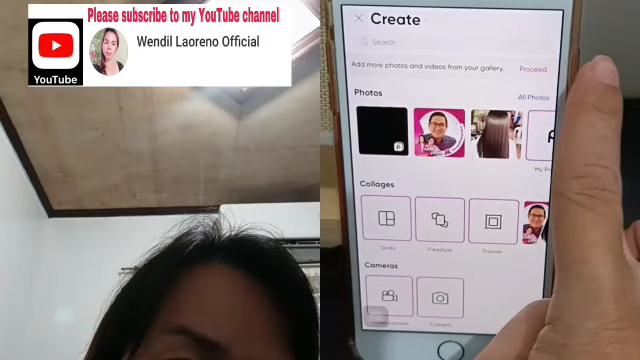 Please subscribe to my YouTube channel
Wendil Laoreno Official
YouTube
Create
Search
Add more photos and videos from your gallery.
Proceed
Photos
All Photos
My
Collages
Grids
Freestyle
Frames
Cameras
Camera